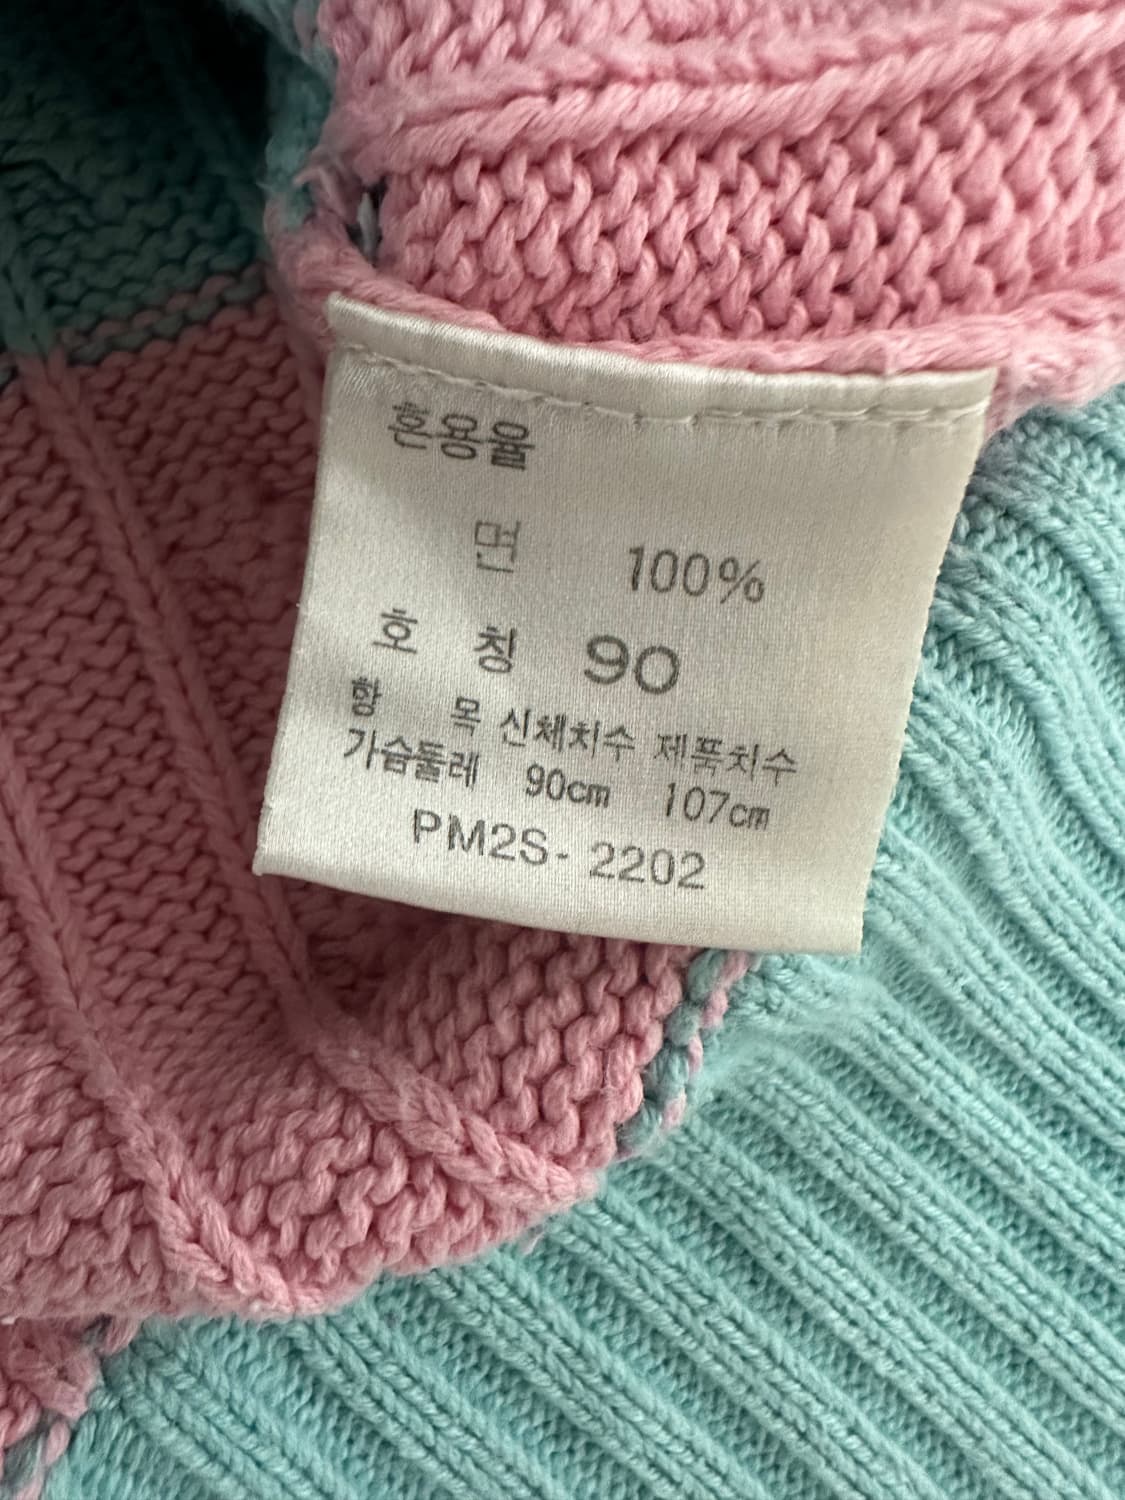 혼용율
면 100%
호 칭 90
항 목 신체치수 제품치수
가슴둘레 90cm 107cm
PM2S-2202